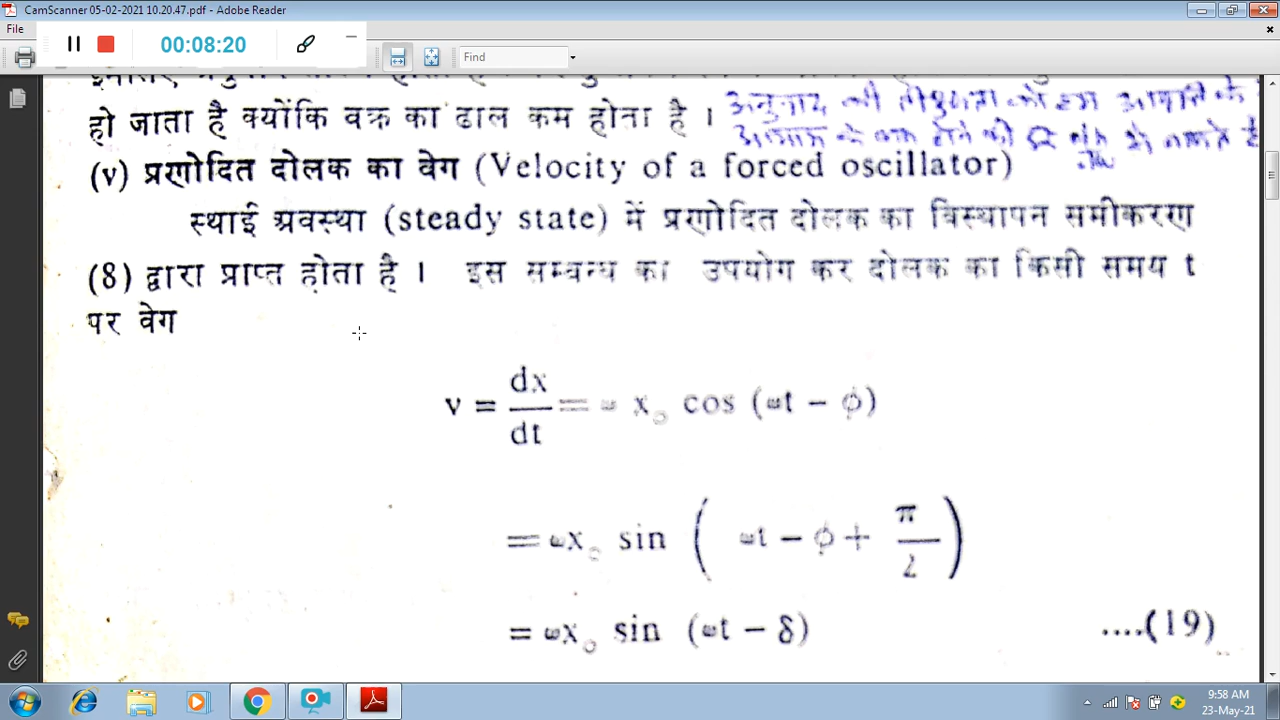 CamScanner 05-02-2021 10.20.47.pdf - Adobe Reader
File
00:08:20
Find
हो जाता है क्योंकि वक्र का ढाल कम होता है ।
(v) प्रणोदित दोलक का वेग (Velocity of a forced oscillator)
स्थाई अवस्था (steady state) में प्रणोदित दोलक का विस्थापन समीकरण
(8) द्वारा प्राप्त होता है । इस सम्बन्ध का उपयोग कर दोलक का किसी समय t
पर वेग
v = dx/dt = ω x₀ cos (ωt − φ)
= ωx₀ sin ( ωt − φ + π/2 )
= ωx₀ sin (ωt − δ) ....(19)
9:58 AM
23-May-21